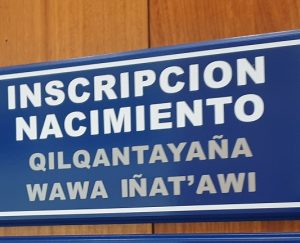 INSCRIPCION
NACIMIENTO
QILQANTAYAÑA
WAWA IÑAT'AWI